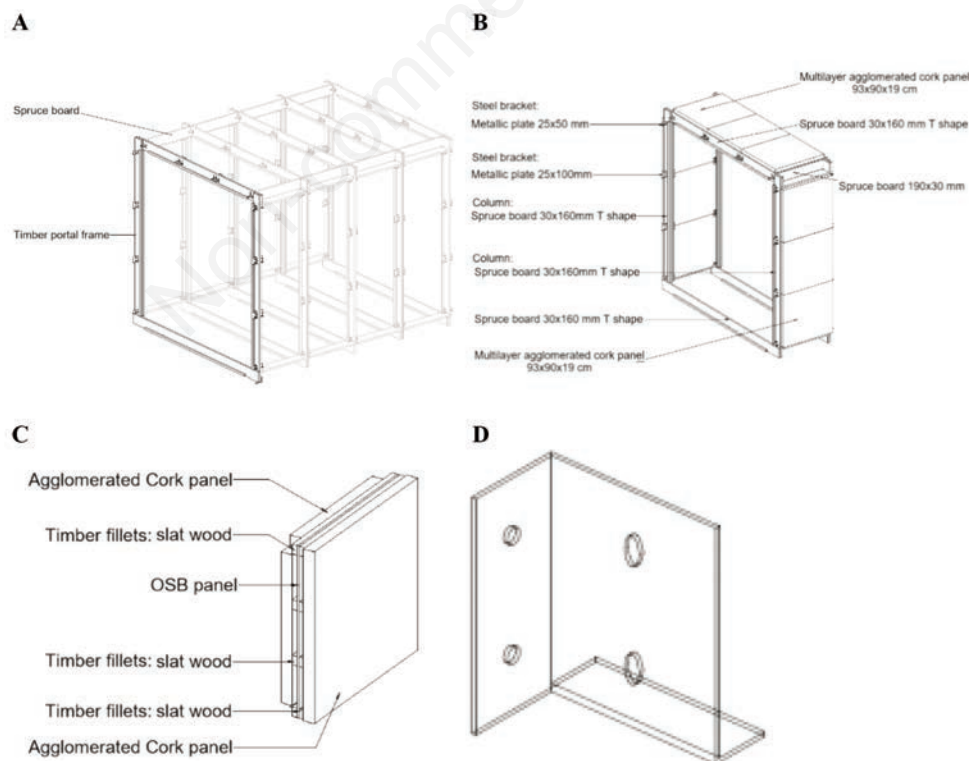 A
Spruce board
Timber portal frame
B
Multilayer agglomerated cork panel
93x90x19 cm
Steel bracket:
Metallic plate 25x50 mm
Spruce board 30x160mm T shape
Steel bracket:
Metallic plate 25x100mm
Spruce board 190x30 mm
Column:
Spruce board 30x160mm T shape
Column:
Spruce board 30x160mm T shape
Spruce board 30x160 mm T shape
Multilayer agglomerated cork panel
93x90x19 cm
C
Agglomerated Cork panel
Timber fillets: slat wood
OSB panel
Timber fillets: slat wood
Timber fillets: slat wood
Agglomerated Cork panel
D